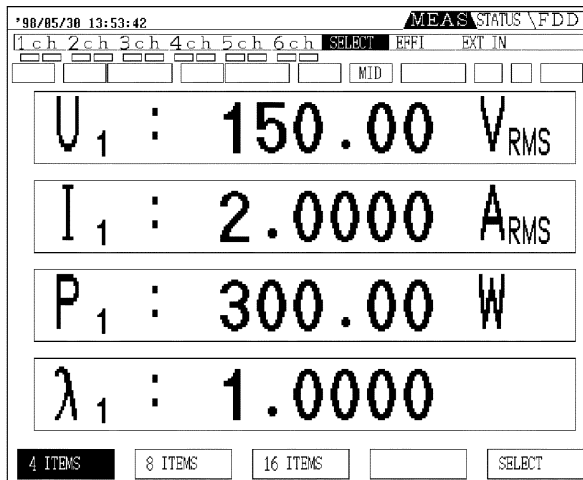 '98/05/30 13:53:42 MEAS STATUS FDD
1ch 2ch 3ch 4ch 5ch 6ch SELECT EFFI EXT IN
MID
U1 : 150.00 VRMS
I1 : 2.0000 ARMS
P1 : 300.00 W
λ1 : 1.0000
4 ITEMS 8 ITEMS 16 ITEMS SELECT